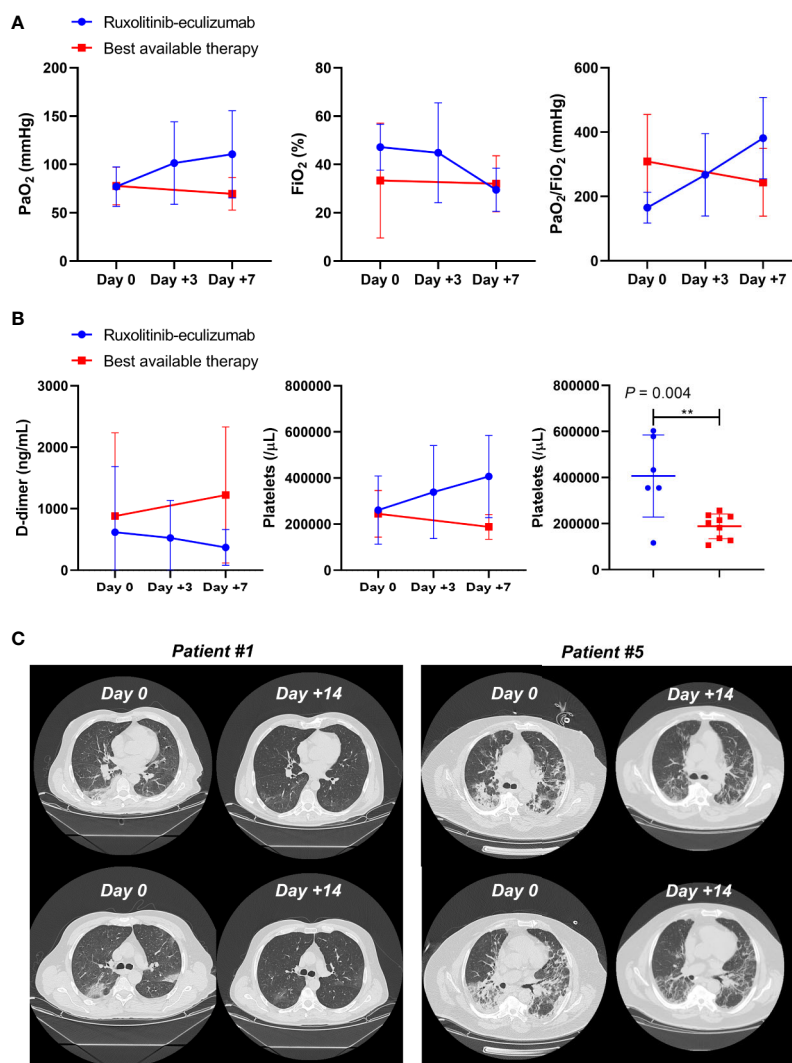 A
Ruxolitinib-eculizumab
Best available therapy
PaO2 (mmHg)
200
150
100
50
0
Day 0 Day +3 Day +7
FiO2 (%)
80
60
40
20
0
Day 0 Day +3 Day +7
PaO2/FiO2 (mmHg)
600
400
200
0
Day 0 Day +3 Day +7
B
Ruxolitinib-eculizumab
Best available therapy
D-dimer (ng/mL)
3000
2000
1000
0
Day 0 Day +3 Day +7
Platelets (/μL)
800000
600000
400000
200000
0
Day 0 Day +3 Day +7
Platelets (/μL)
800000
600000
400000
200000
0
P = 0.004
**
C
Patient #1
Patient #5
Day 0
Day +14
Day 0
Day +14
Day 0
Day +14
Day 0
Day +14